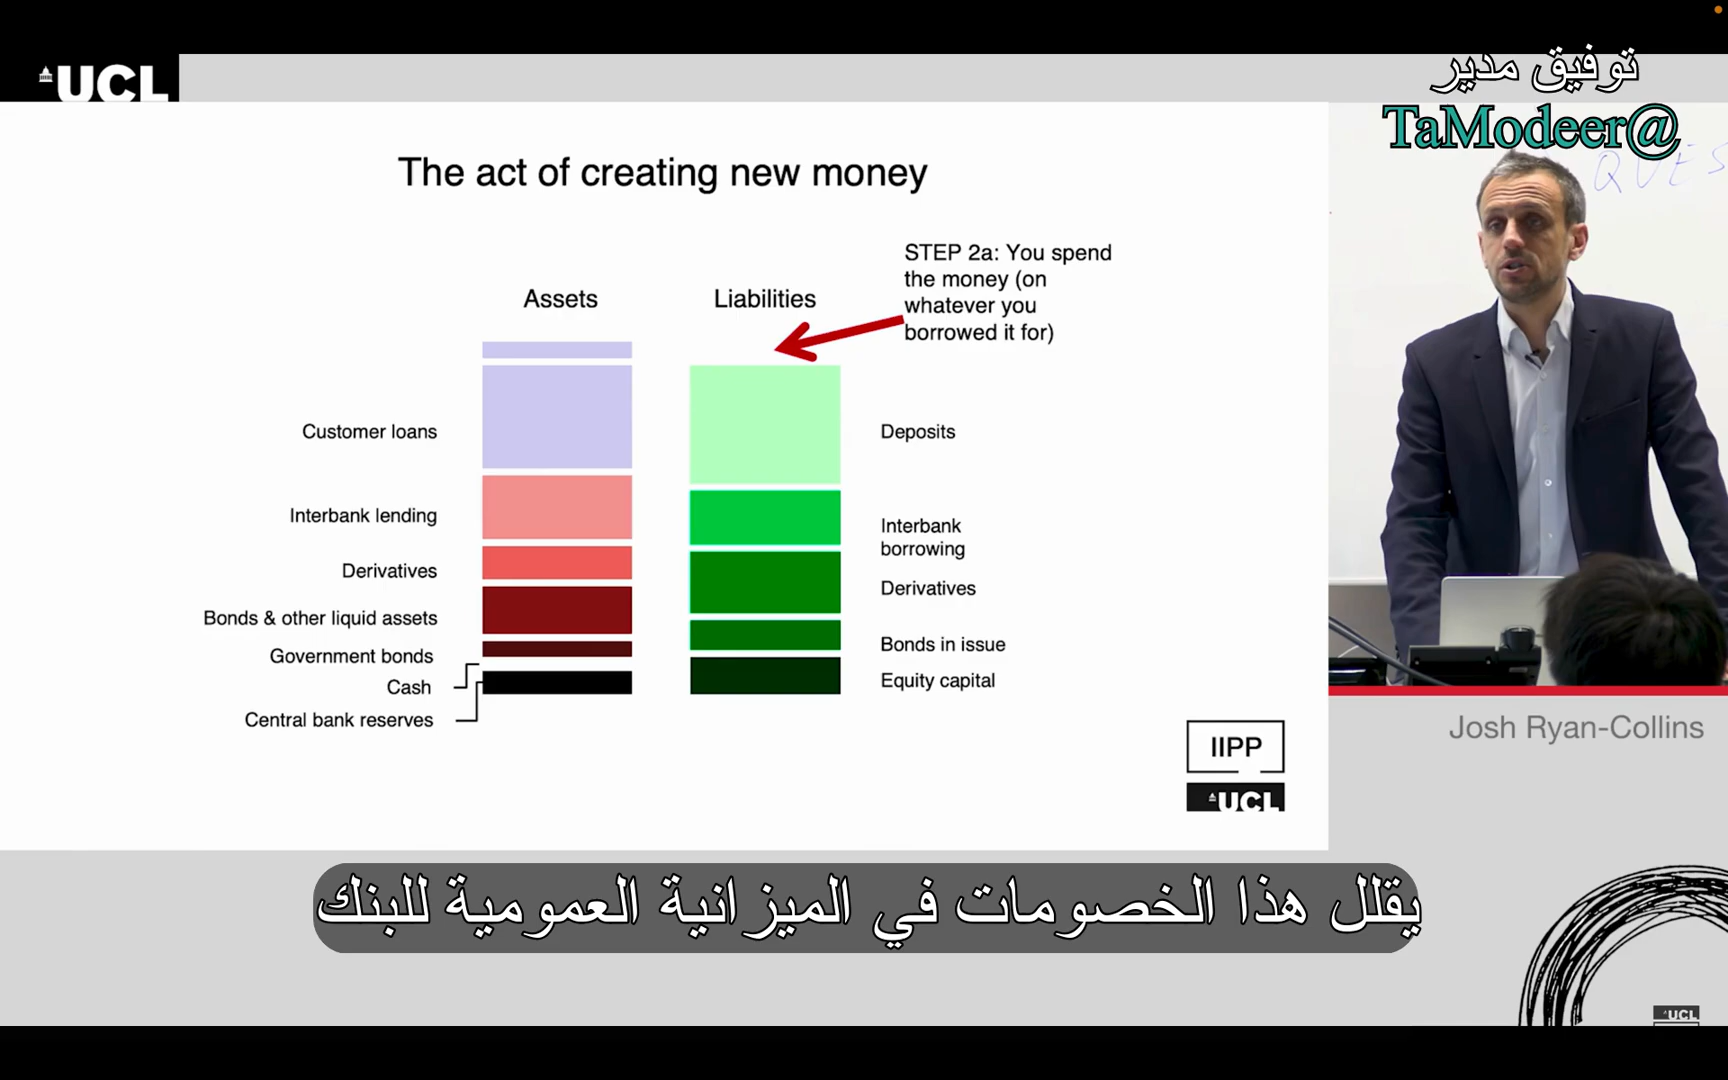 UCL
توفيق مدير
TaModeer@
QUES
The act of creating new money
STEP 2a: You spend
the money (on
whatever you
borrowed it for)
Assets
Liabilities
Customer loans
Deposits
Interbank lending
Interbank
borrowing
Derivatives
Derivatives
Bonds & other liquid assets
Bonds in issue
Government bonds
Equity capital
Cash
Central bank reserves
IIPP
UCL
Josh Ryan-Collins
يقلل هذا الخصومات في الميزانية العمومية للبنك
UCL